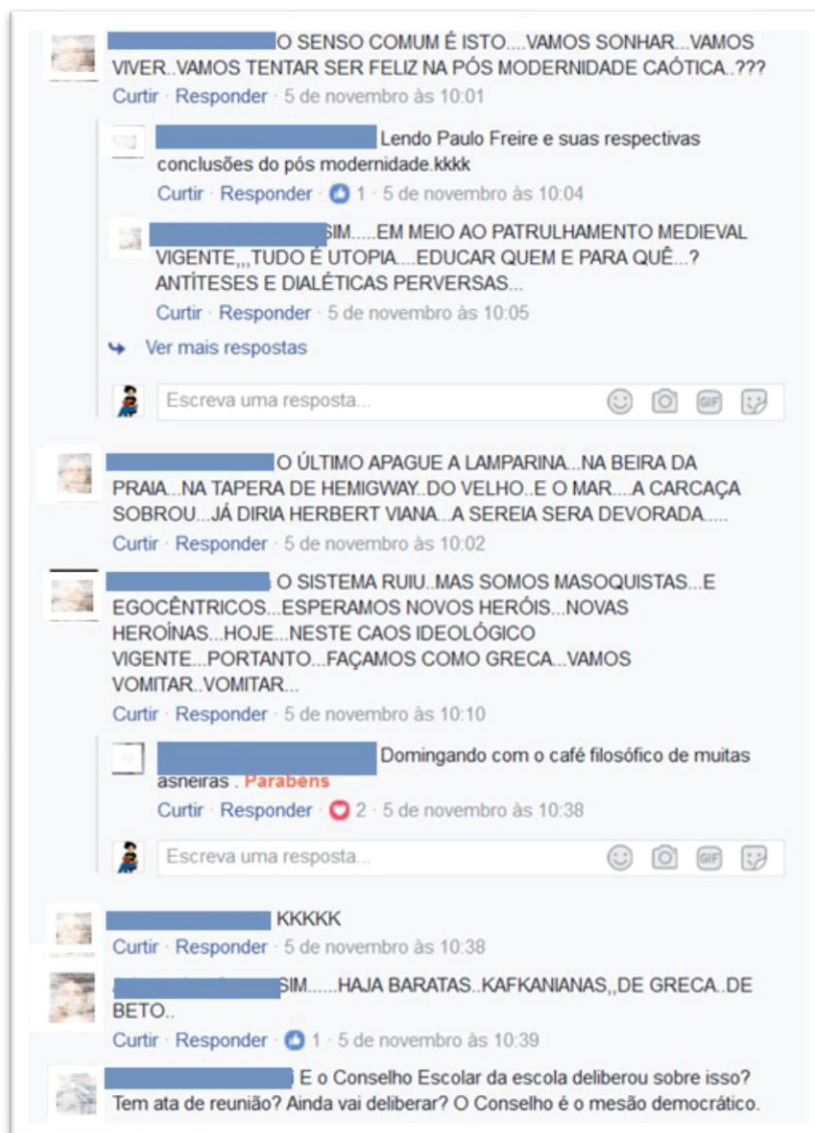 O SENSO COMUM É ISTO....VAMOS SONHAR...VAMOS
VIVER..VAMOS TENTAR SER FELIZ NA PÓS MODERNIDADE CAÓTICA..???
Curtir · Responder · 5 de novembro às 10:01
Lendo Paulo Freire e suas respectivas
conclusões do pós modernidade.kkkk
Curtir · Responder · 1 · 5 de novembro às 10:04
SIM.....EM MEIO AO PATRULHAMENTO MEDIEVAL
VIGENTE,,,TUDO É UTOPIA....EDUCAR QUEM E PARA QUÊ...?
ANTÍTESES E DIALÉTICAS PERVERSAS...
Curtir · Responder · 5 de novembro às 10:05
Ver mais respostas
Escreva uma resposta...
GIF
O ÚLTIMO APAGUE A LAMPARINA...NA BEIRA DA
PRAIA...NA TAPERA DE HEMIGWAY..DO VELHO..E O MAR....A CARCAÇA
SOBROU...JÁ DIRIA HERBERT VIANA...A SEREIA SERA DEVORADA.....
Curtir · Responder · 5 de novembro às 10:02
O SISTEMA RUIU..MAS SOMOS MASOQUISTAS...E
EGOCÊNTRICOS...ESPERAMOS NOVOS HERÓIS...NOVAS
HEROÍNAS...HOJE...NESTE CAOS IDEOLÓGICO
VIGENTE...PORTANTO...FAÇAMOS COMO GRECA...VAMOS
VOMITAR..VOMITAR...
Curtir · Responder · 5 de novembro às 10:10
Domingando com o café filosófico de muitas
asneiras . Parabéns
Curtir · Responder · 2 · 5 de novembro às 10:38
Escreva uma resposta...
GIF
KKKKK
Curtir · Responder · 5 de novembro às 10:38
SIM......HAJA BARATAS..KAFKANIANAS,,DE GRECA..DE
BETO..
Curtir · Responder · 1 · 5 de novembro às 10:39
E o Conselho Escolar da escola deliberou sobre isso?
Tem ata de reunião? Ainda vai deliberar? O Conselho é o mesão democrático.